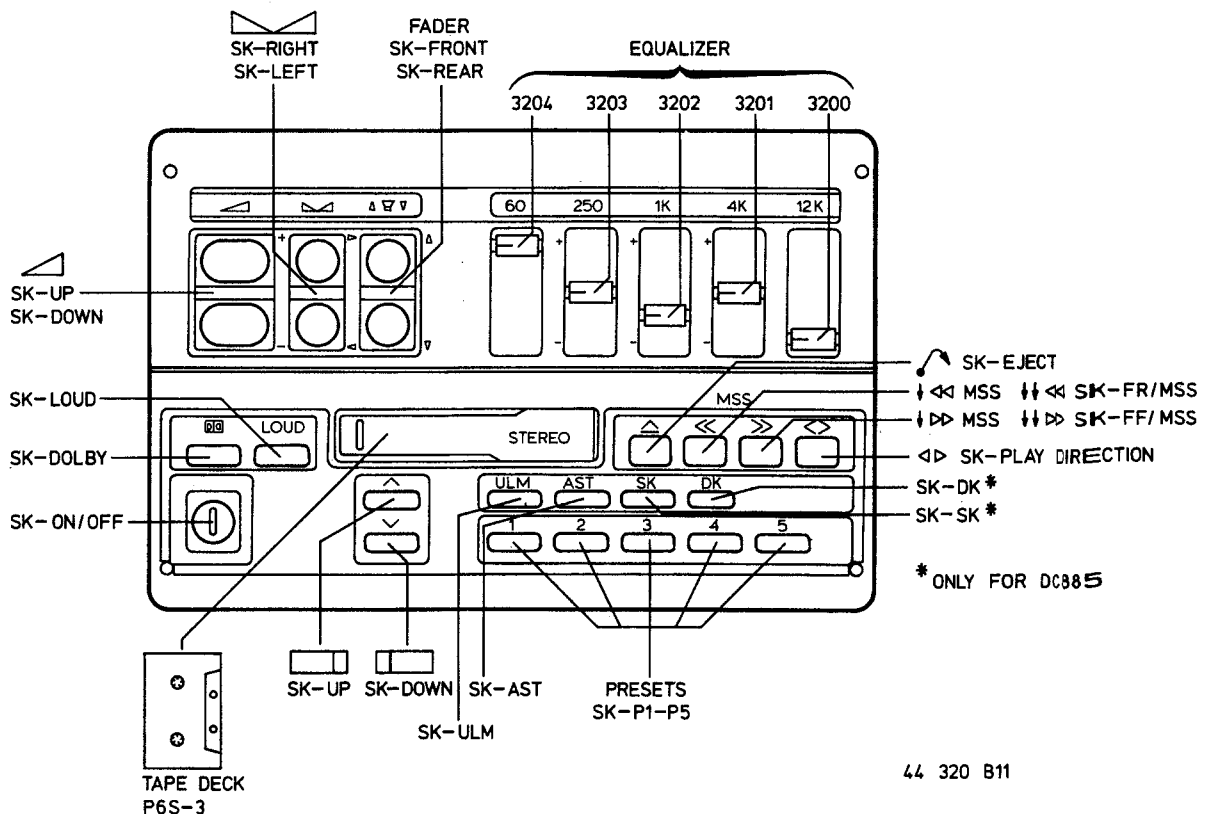 SK-RIGHT
SK-LEFT
FADER
SK-FRONT
SK-REAR
EQUALIZER
3204 3203 3202 3201 3200
60 250 1K 4K 12K
+ + + +
- - - -
SK-UP
SK-DOWN
SK-EJECT
MSS SK-FR/MSS
MSS SK-FF/MSS
SK-PLAY DIRECTION
SK-DK*
SK-SK*
*ONLY FOR DC885
SK-LOUD
SK-DOLBY
SK-ON/OFF
LOUD
STEREO
MSS
ULM AST SK DK
1 2 3 4 5
SK-UP SK-DOWN SK-AST
PRESETS
SK-P1-P5
SK-ULM
TAPE DECK
P6S-3
44 320 B11